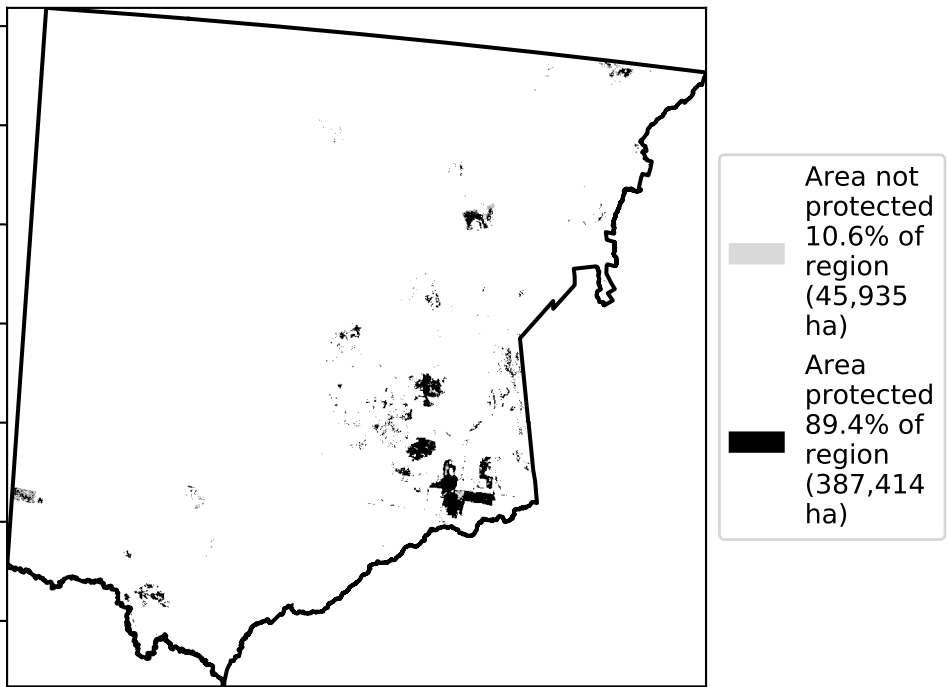 Area not
protected
10.6% of
region
(45,935
ha)
Area
protected
89.4% of
region
(387,414
ha)